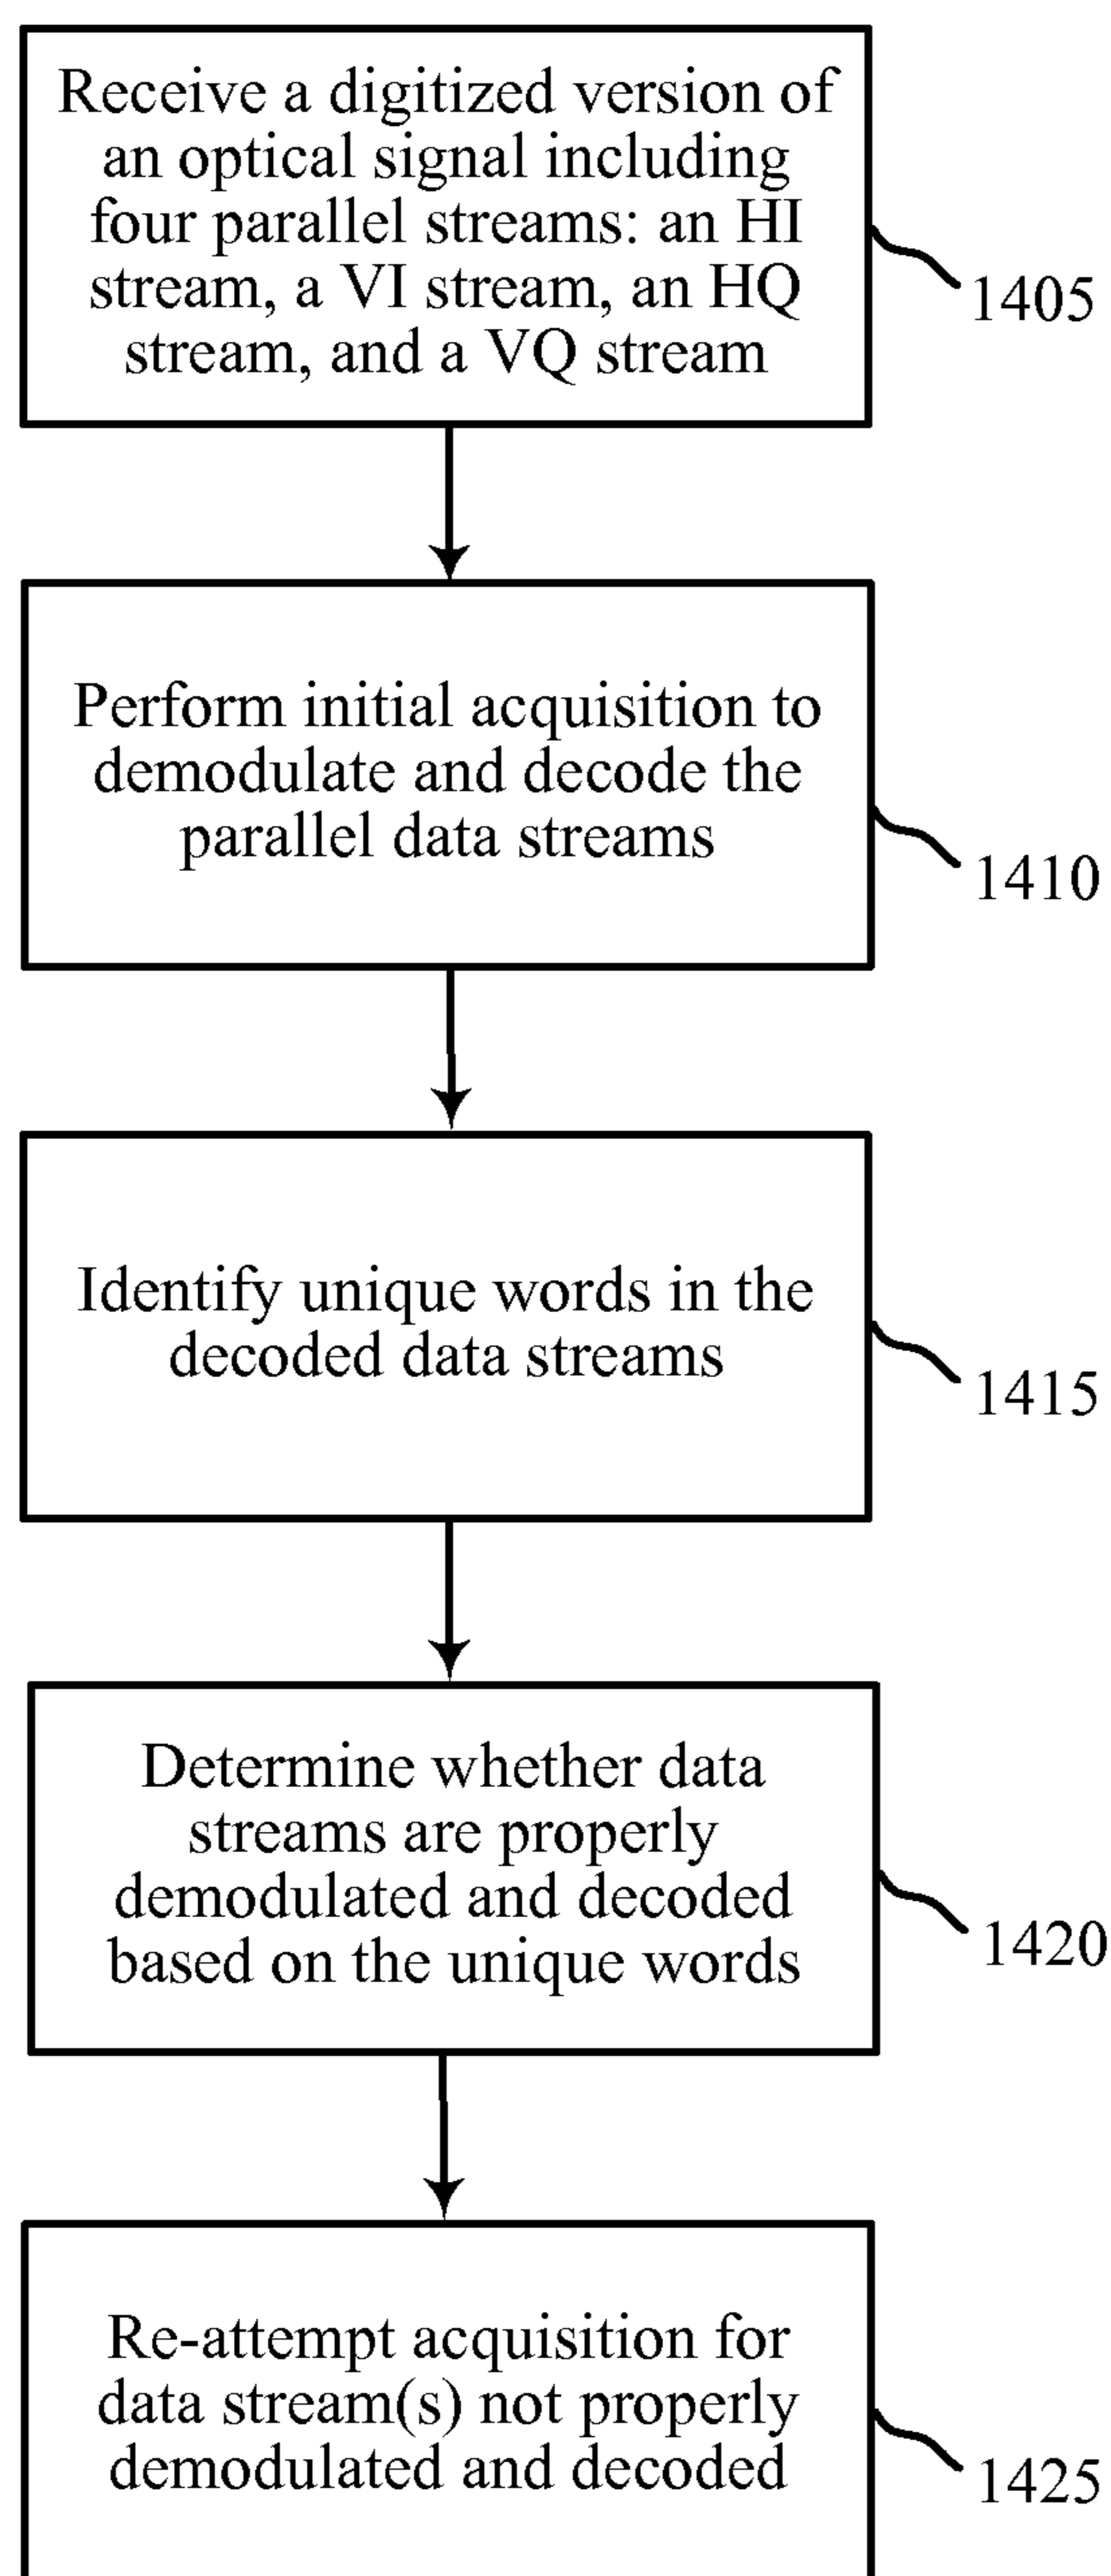 Receive a digitized version of
an optical signal including
four parallel streams: an HI
stream, a VI stream, an HQ
stream, and a VQ stream
1405
Perform initial acquisition to
demodulate and decode the
parallel data streams
1410
Identify unique words in the
decoded data streams
1415
Determine whether data
streams are properly
demodulated and decoded
based on the unique words
1420
Re-attempt acquisition for
data stream(s) not properly
demodulated and decoded
1425